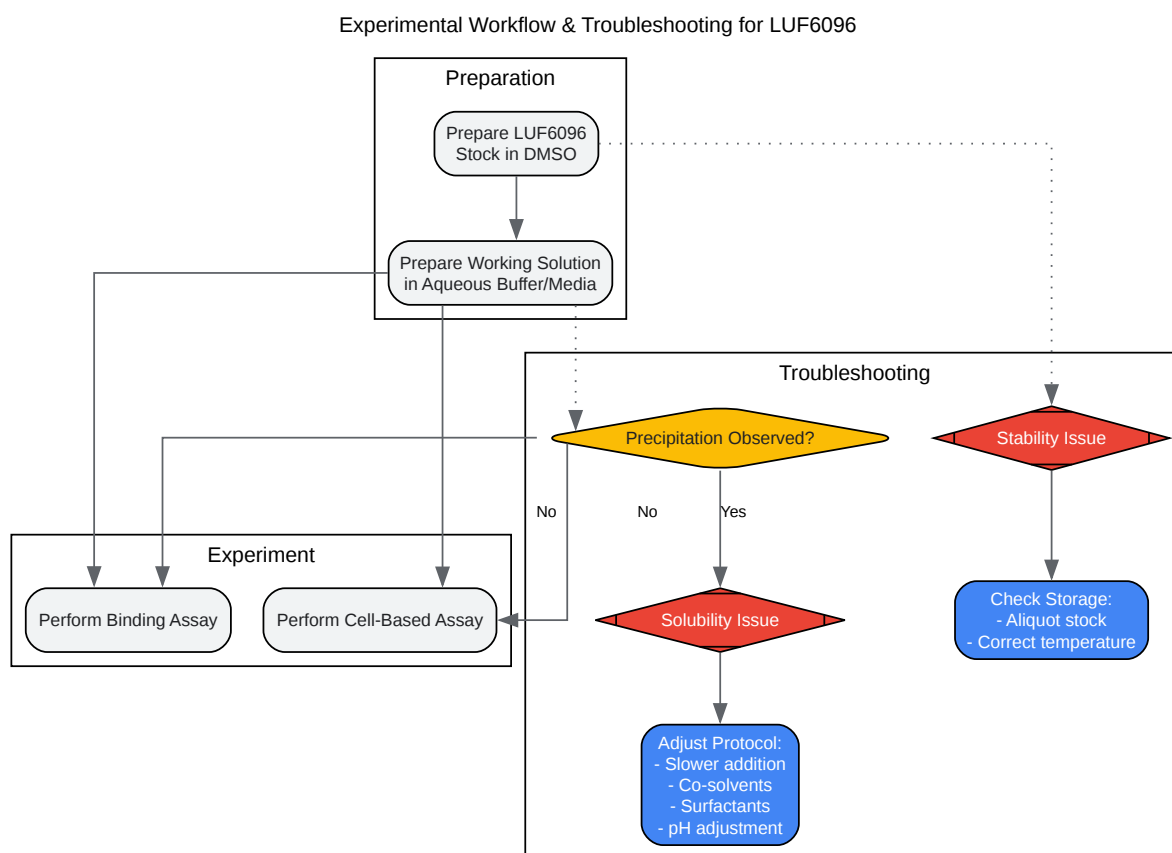 Experimental Workflow & Troubleshooting for LUF6096
Preparation
Prepare LUF6096
Stock in DMSO
Prepare Working Solution
in Aqueous Buffer/Media
Troubleshooting
Precipitation Observed?
Stability Issue
No
No
Yes
Experiment
Perform Binding Assay
Perform Cell-Based Assay
Solubility Issue
Check Storage:
- Aliquot stock
- Correct temperature
Adjust Protocol:
- Slower addition
- Co-solvents
- Surfactants
- pH adjustment